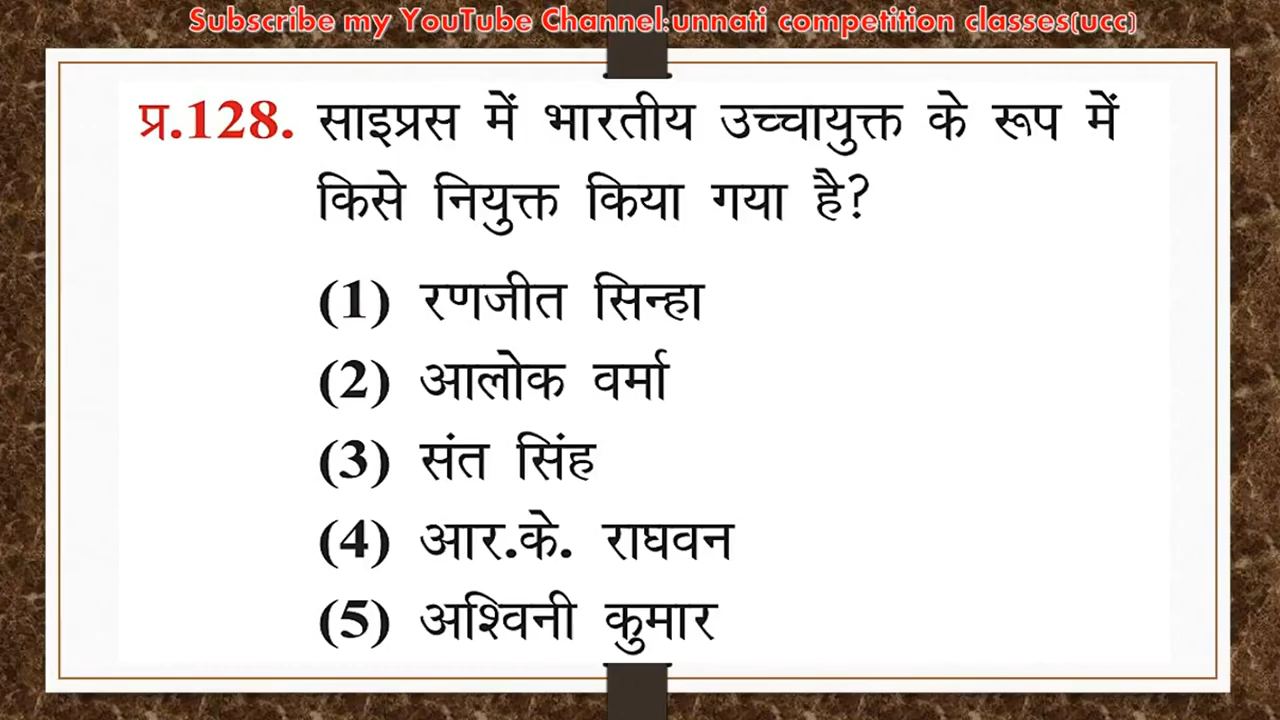 Subscribe my YouTube Channel:unnati competition classes(ucc)
प्र.128. साइप्रस में भारतीय उच्चायुक्त के रूप में
किसे नियुक्त किया गया है?
(1) रणजीत सिन्हा
(2) आलोक वर्मा
(3) संत सिंह
(4) आर.के. राघवन
(5) अश्विनी कुमार